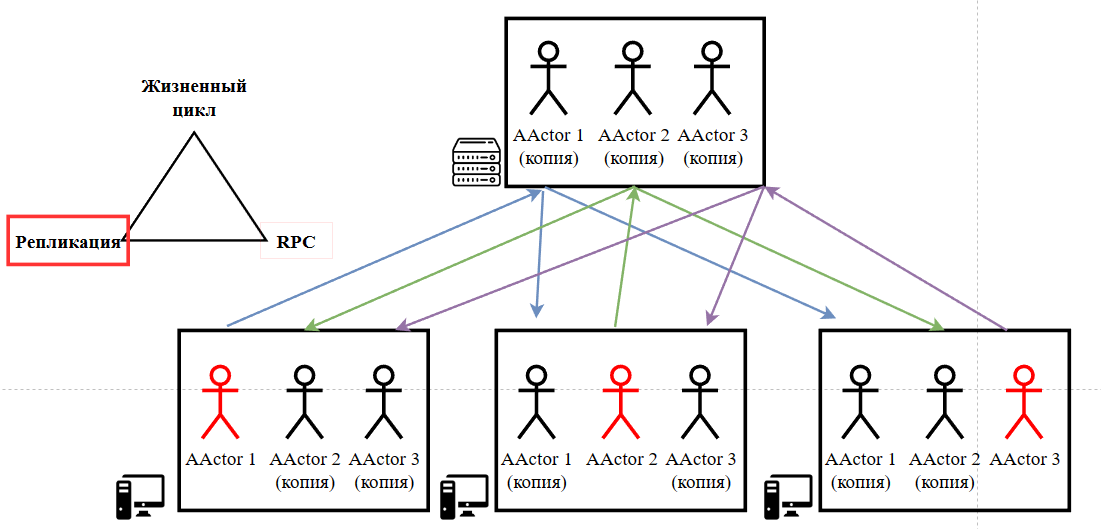 Жизненный
цикл
Репликация
RPC
AActor 1
(копия)
AActor 2
(копия)
AActor 3
(копия)
AActor 1
AActor 2
(копия)
AActor 3
(копия)
AActor 1
(копия)
AActor 2
AActor 3
(копия)
AActor 1
(копия)
AActor 2
(копия)
AActor 3